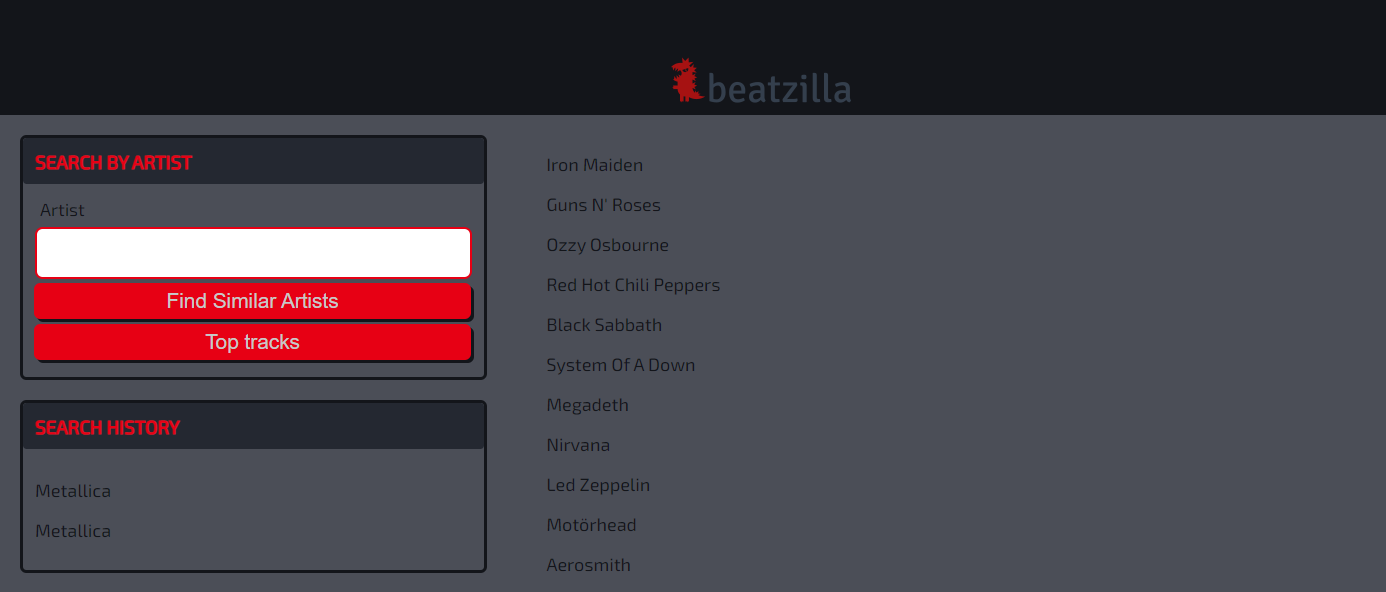 beatzilla
SEARCH BY ARTIST
Artist
Find Similar Artists
Top tracks
SEARCH HISTORY
Metallica
Metallica
Iron Maiden
Guns N' Roses
Ozzy Osbourne
Red Hot Chili Peppers
Black Sabbath
System Of A Down
Megadeth
Nirvana
Led Zeppelin
Motörhead
Aerosmith